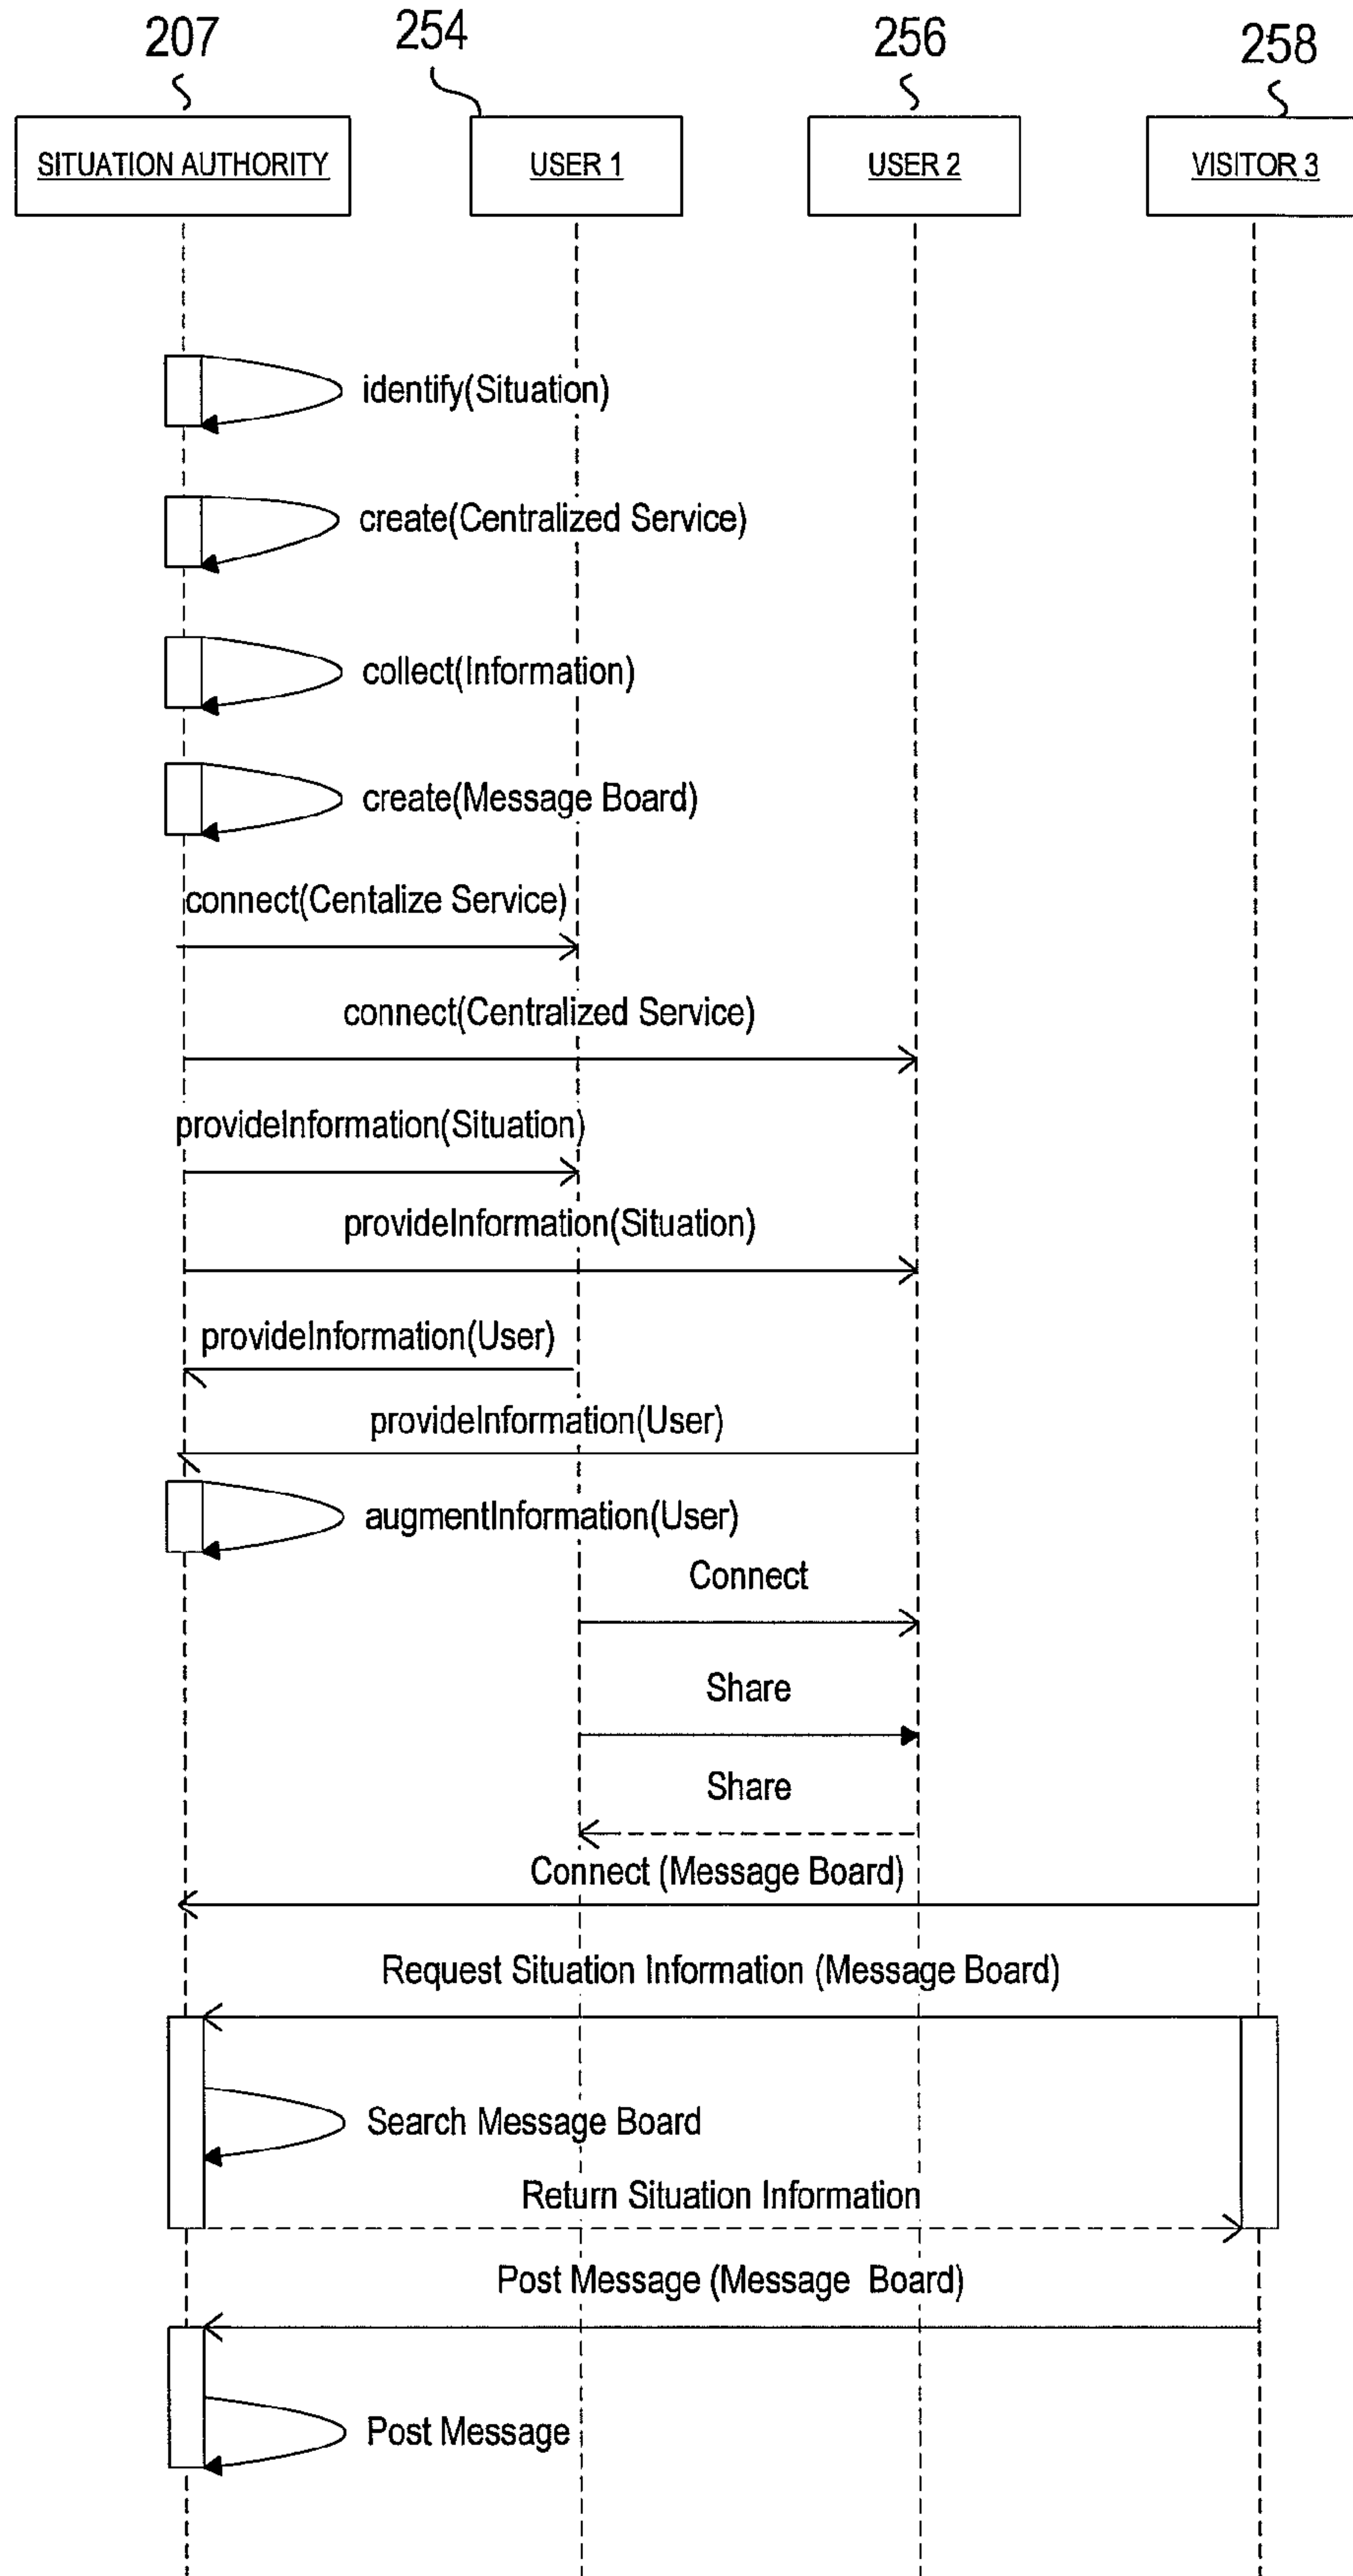 207
254
256
258
SITUATION AUTHORITY
USER 1
USER 2
VISITOR 3
identify(Situation)
create(Centralized Service)
collect(Information)
create(Message Board)
connect(Centalize Service)
connect(Centralized Service)
provideInformation(Situation)
provideInformation(Situation)
provideInformation(User)
provideInformation(User)
augmentInformation(User)
Connect
Share
Share
Connect (Message Board)
Request Situation Information (Message Board)
Search Message Board
Return Situation Information
Post Message (Message Board)
Post Message